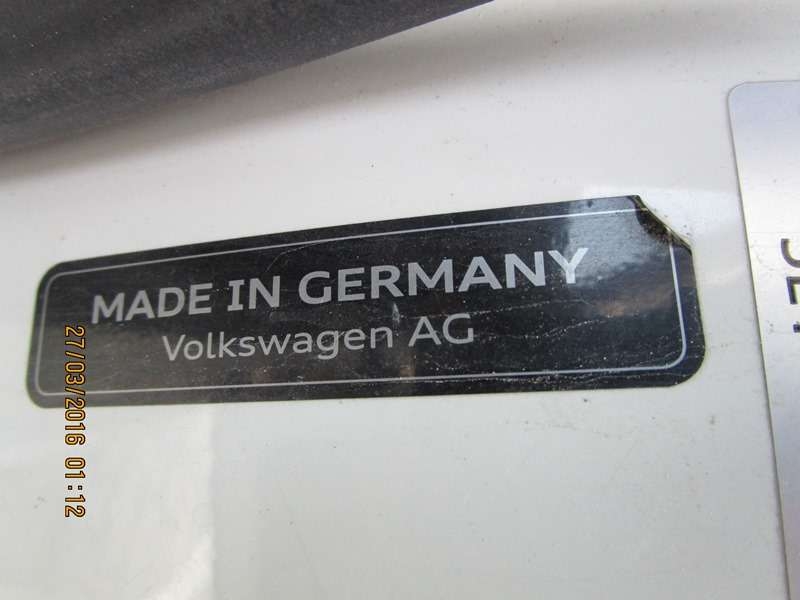 MADE IN GERMANY
Volkswagen AG
27/03/2016 01:12